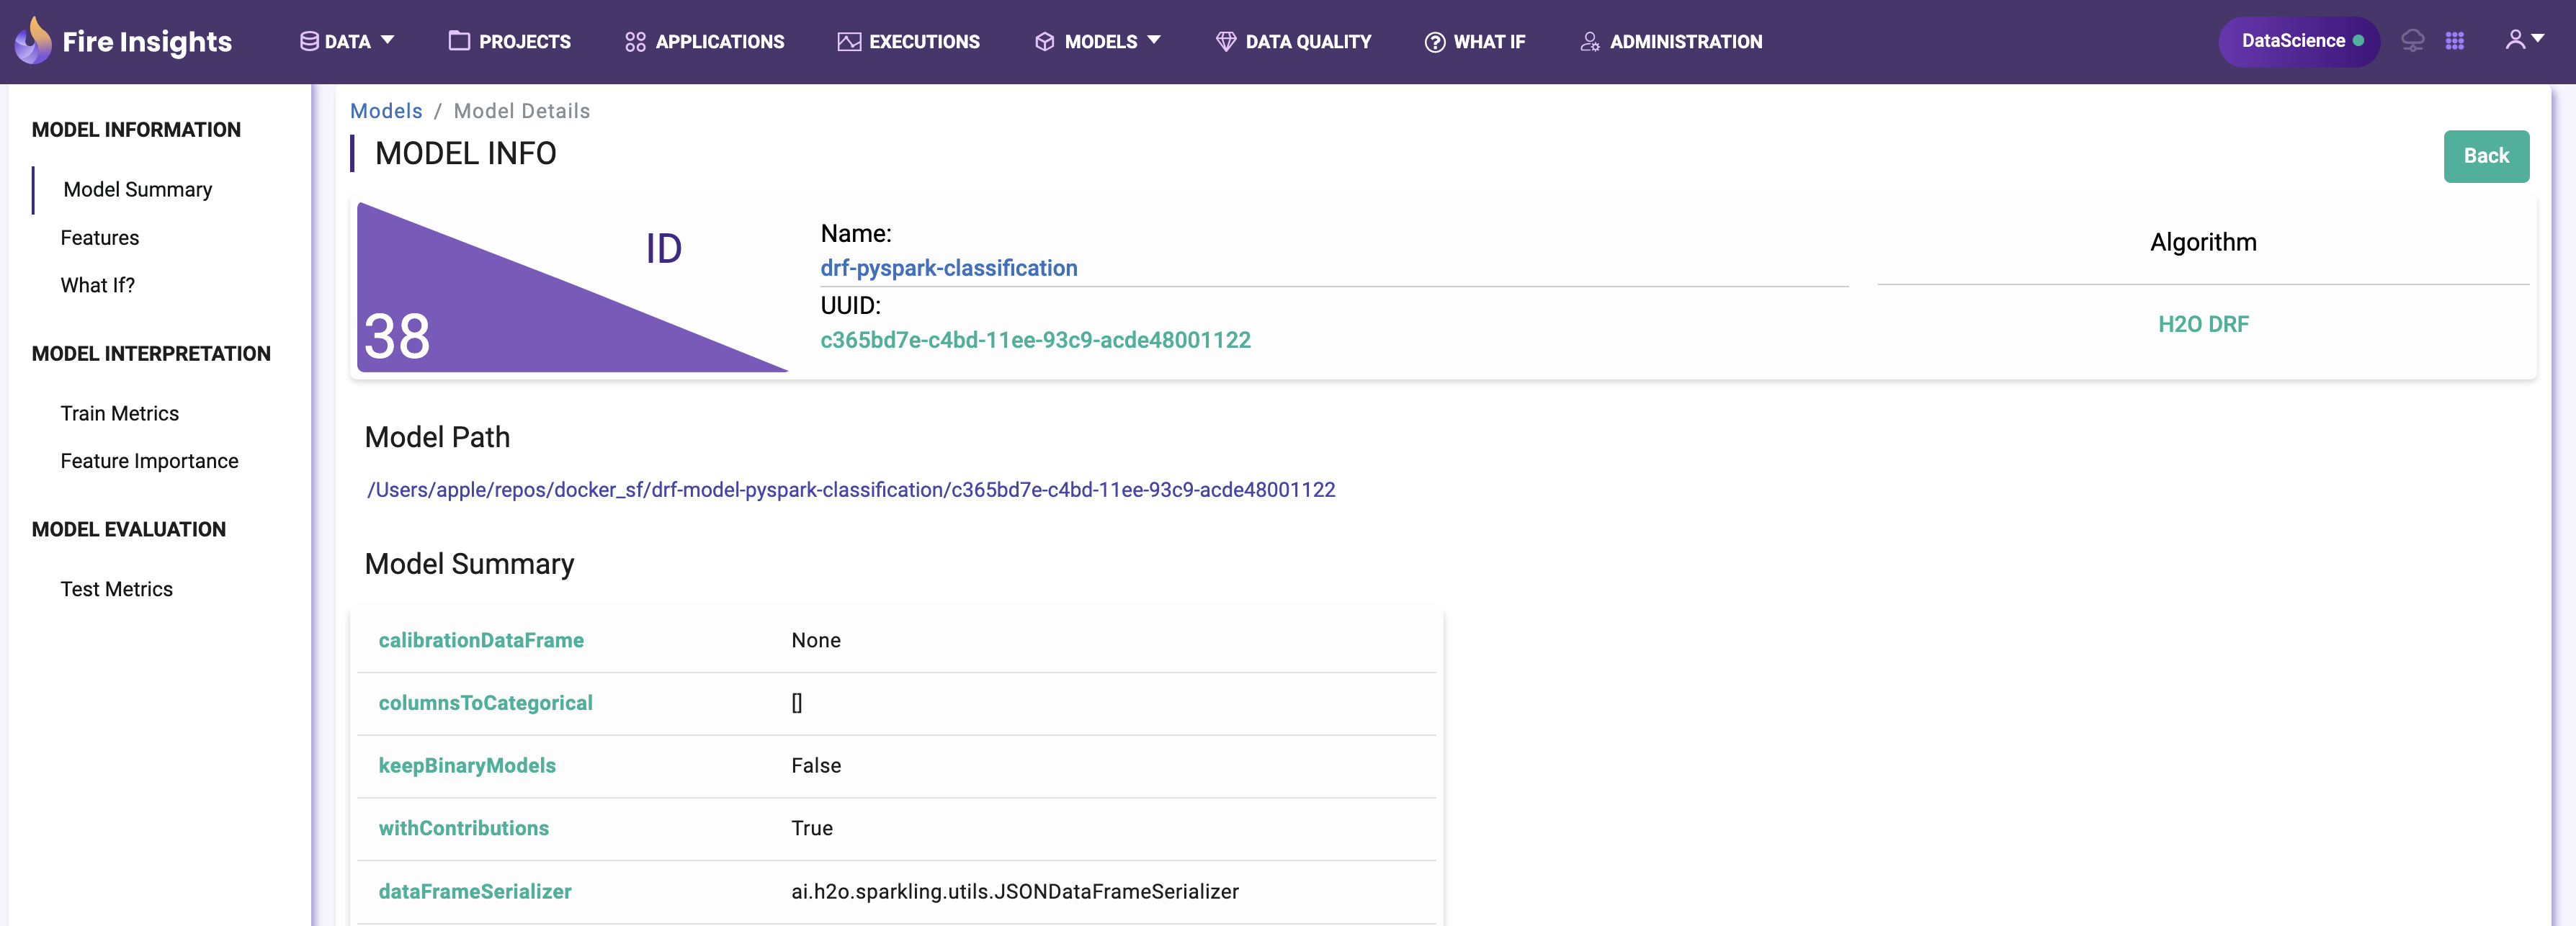 Fire Insights
DATA
PROJECTS
APPLICATIONS
EXECUTIONS
MODELS
DATA QUALITY
WHAT IF
ADMINISTRATION
DataScience
MODEL INFORMATION
Model Summary
Features
What If?
MODEL INTERPRETATION
Train Metrics
Feature Importance
MODEL EVALUATION
Test Metrics
Models / Model Details
MODEL INFO
Back
ID
38
Name:
drf-pyspark-classification
UUID:
c365bd7e-c4bd-11ee-93c9-acde48001122
Algorithm
H2O DRF
Model Path
/Users/apple/repos/docker_sf/drf-model-pyspark-classification/c365bd7e-c4bd-11ee-93c9-acde48001122
Model Summary
calibrationDataFrame None
columnsToCategorical []
keepBinaryModels False
withContributions True
dataFrameSerializer ai.h2o.sparkling.utils.JSONDataFrameSerializer